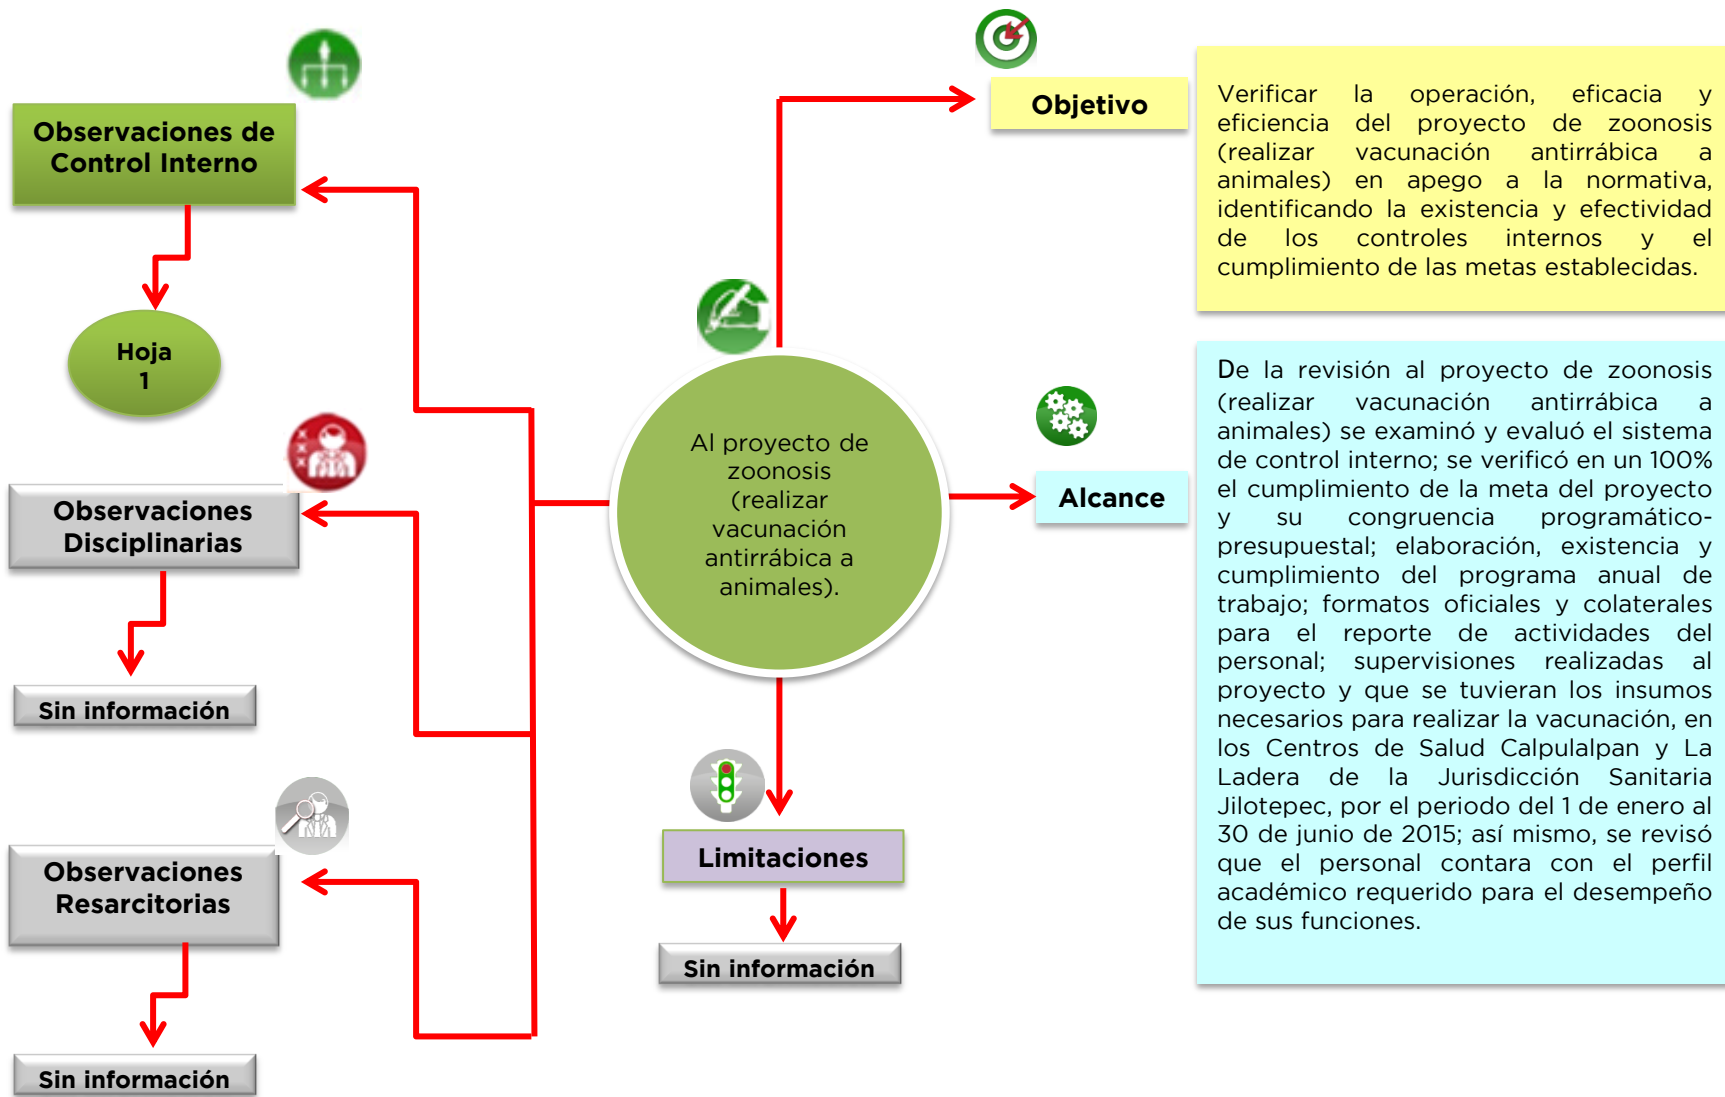 Observaciones de
Control Interno
Hoja
1
Observaciones
Disciplinarias
Sin información
Observaciones
Resarcitorias
Sin información
Al proyecto de
zoonosis
(realizar
vacunación
antirrábica a
animales).
Limitaciones
Sin información
Objetivo
Verificar la operación, eficacia y
eficiencia del proyecto de zoonosis
(realizar vacunación antirrábica a
animales) en apego a la normativa,
identificando la existencia y efectividad
de los controles internos y el
cumplimiento de las metas establecidas.
Alcance
De la revisión al proyecto de zoonosis
(realizar vacunación antirrábica a
animales) se examinó y evaluó el sistema
de control interno; se verificó en un 100%
el cumplimiento de la meta del proyecto
y su congruencia programático-
presupuestal; elaboración, existencia y
cumplimiento del programa anual de
trabajo; formatos oficiales y colaterales
para el reporte de actividades del
personal; supervisiones realizadas al
proyecto y que se tuvieran los insumos
necesarios para realizar la vacunación, en
los Centros de Salud Calpulalpan y La
Ladera de la Jurisdicción Sanitaria
Jilotepec, por el periodo del 1 de enero al
30 de junio de 2015; así mismo, se revisó
que el personal contara con el perfil
académico requerido para el desempeño
de sus funciones.